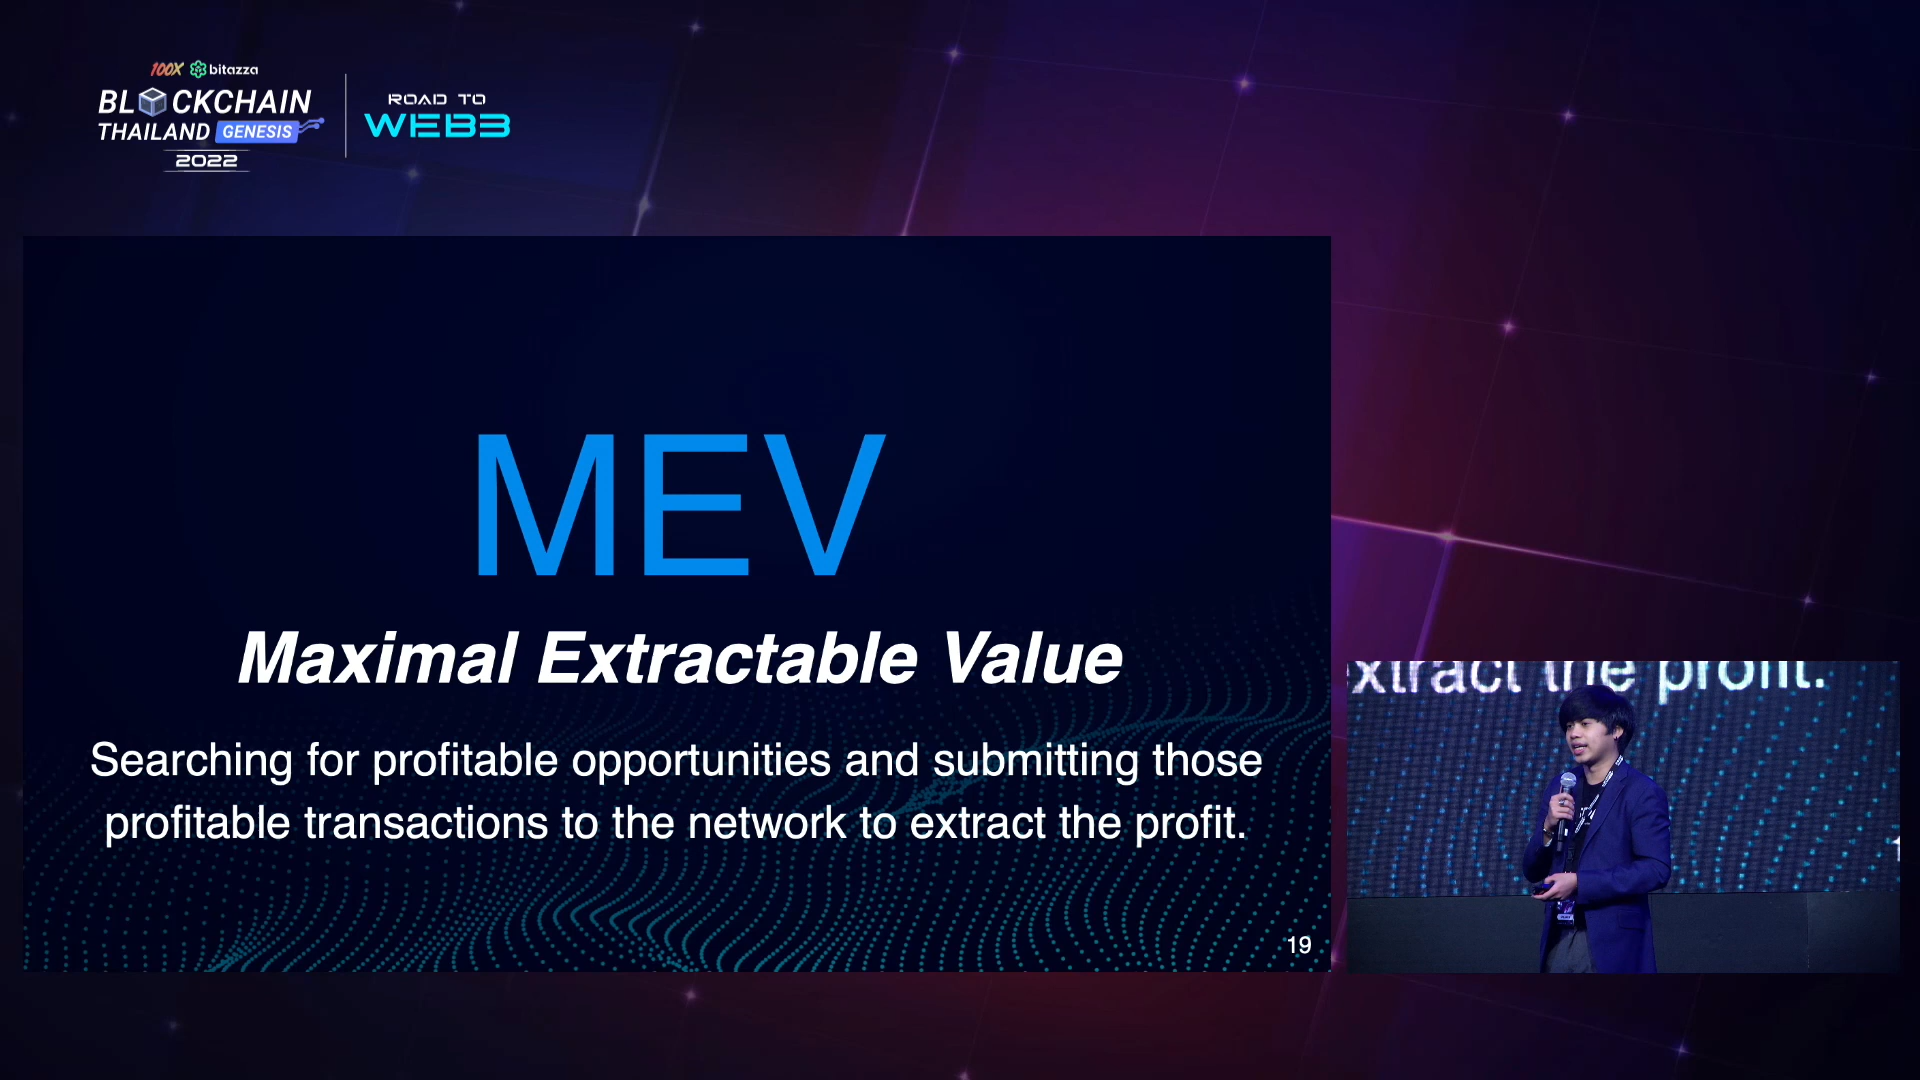 100X bitazza
BLOCKCHAIN
THAILAND GENESIS
2022
ROAD TO
WEB3
MEV
Maximal Extractable Value
Searching for profitable opportunities and submitting those
profitable transactions to the network to extract the profit.
19
xtract the profit.